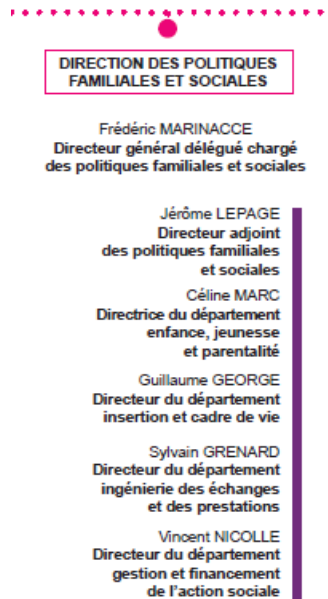 DIRECTION DES POLITIQUES
FAMILIALES ET SOCIALES
Frédéric MARINACCE
Directeur général délégué chargé
des politiques familiales et sociales
Jérôme LEPAGE
Directeur adjoint
des politiques familiales
et sociales
Céline MARC
Directrice du département
enfance, jeunesse
et parentalité
Guillaume GEORGE
Directeur du département
insertion et cadre de vie
Sylvain GRENARD
Directeur du département
ingénierie des échanges
et des prestations
Vincent NICOLLE
Directeur du département
gestion et financement
de l'action sociale